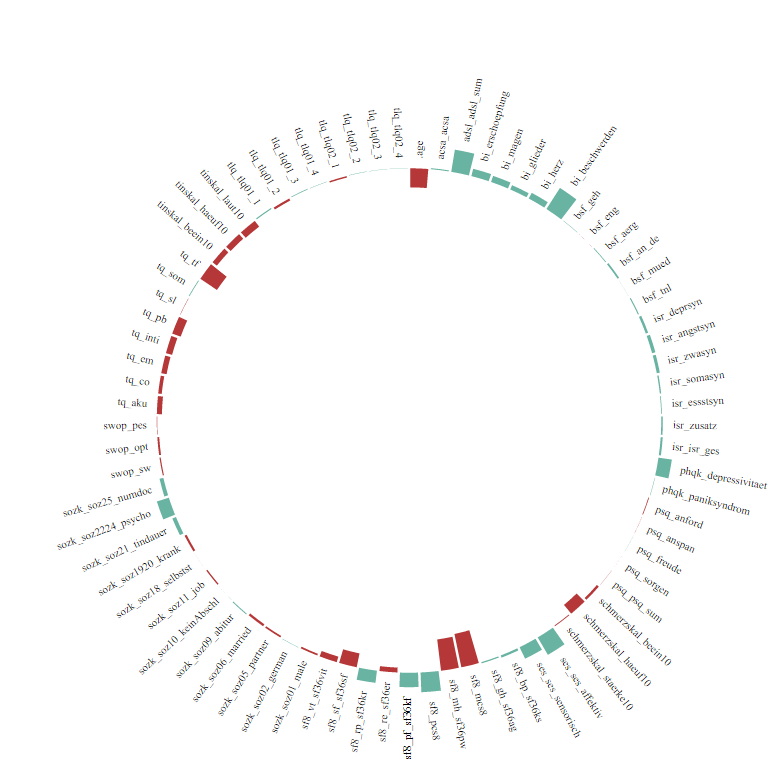 age
acsa_acsa
adsl_adsl_sum
bi_erschoepfung
bi_magen
bi_glieder
bi_herz
bi_beschwerden
bsf_geh
bsf_eng
bsf_aerg
bsf_an_de
bsf_mued
bsf_tnl
isr_deprsyn
isr_angstsyn
isr_zwasyn
isr_somasyn
isr_essstsyn
isr_zusatz
isr_isr_ges
phqk_depressivitaet
phqk_paniksyndrom
psq_anford
psq_anspan
psq_freude
psq_sorgen
psq_psq_sum
schmerzskal_beein10
schmerzskal_haeuf10
schmerzskal_staerke10
ses_ses_affektiv
ses_ses_sensorisch
sf8_bp_sf36ks
sf8_gh_sf36ag
sf8_mcs8
sf8_mh_sf36pw
sf8_pcs8
sf8_pf_sf36kf
sf8_re_sf36er
sf8_rp_sf36kr
sf8_sf_sf36sf
sf8_vt_sf36vit
sozk_soz01_male
sozk_soz02_german
sozk_soz05_partner
sozk_soz06_married
sozk_soz09_abitur
sozk_soz10_keinAbschl
sozk_soz11_job
sozk_soz18_selbstst
sozk_soz1920_krank
sozk_soz21_tindauer
sozk_soz2224_psycho
sozk_soz25_numdoc
swop_sw
swop_opt
swop_pes
tq_aku
tq_co
tq_em
tq_inti
tq_pb
tq_sl
tq_som
tq_tf
tinskal_beein10
tinskal_haeuf10
tinskal_laut10
tlq_tlq01_1
tlq_tlq01_2
tlq_tlq01_3
tlq_tlq01_4
tlq_tlq02_1
tlq_tlq02_2
tlq_tlq02_3
tlq_tlq02_4